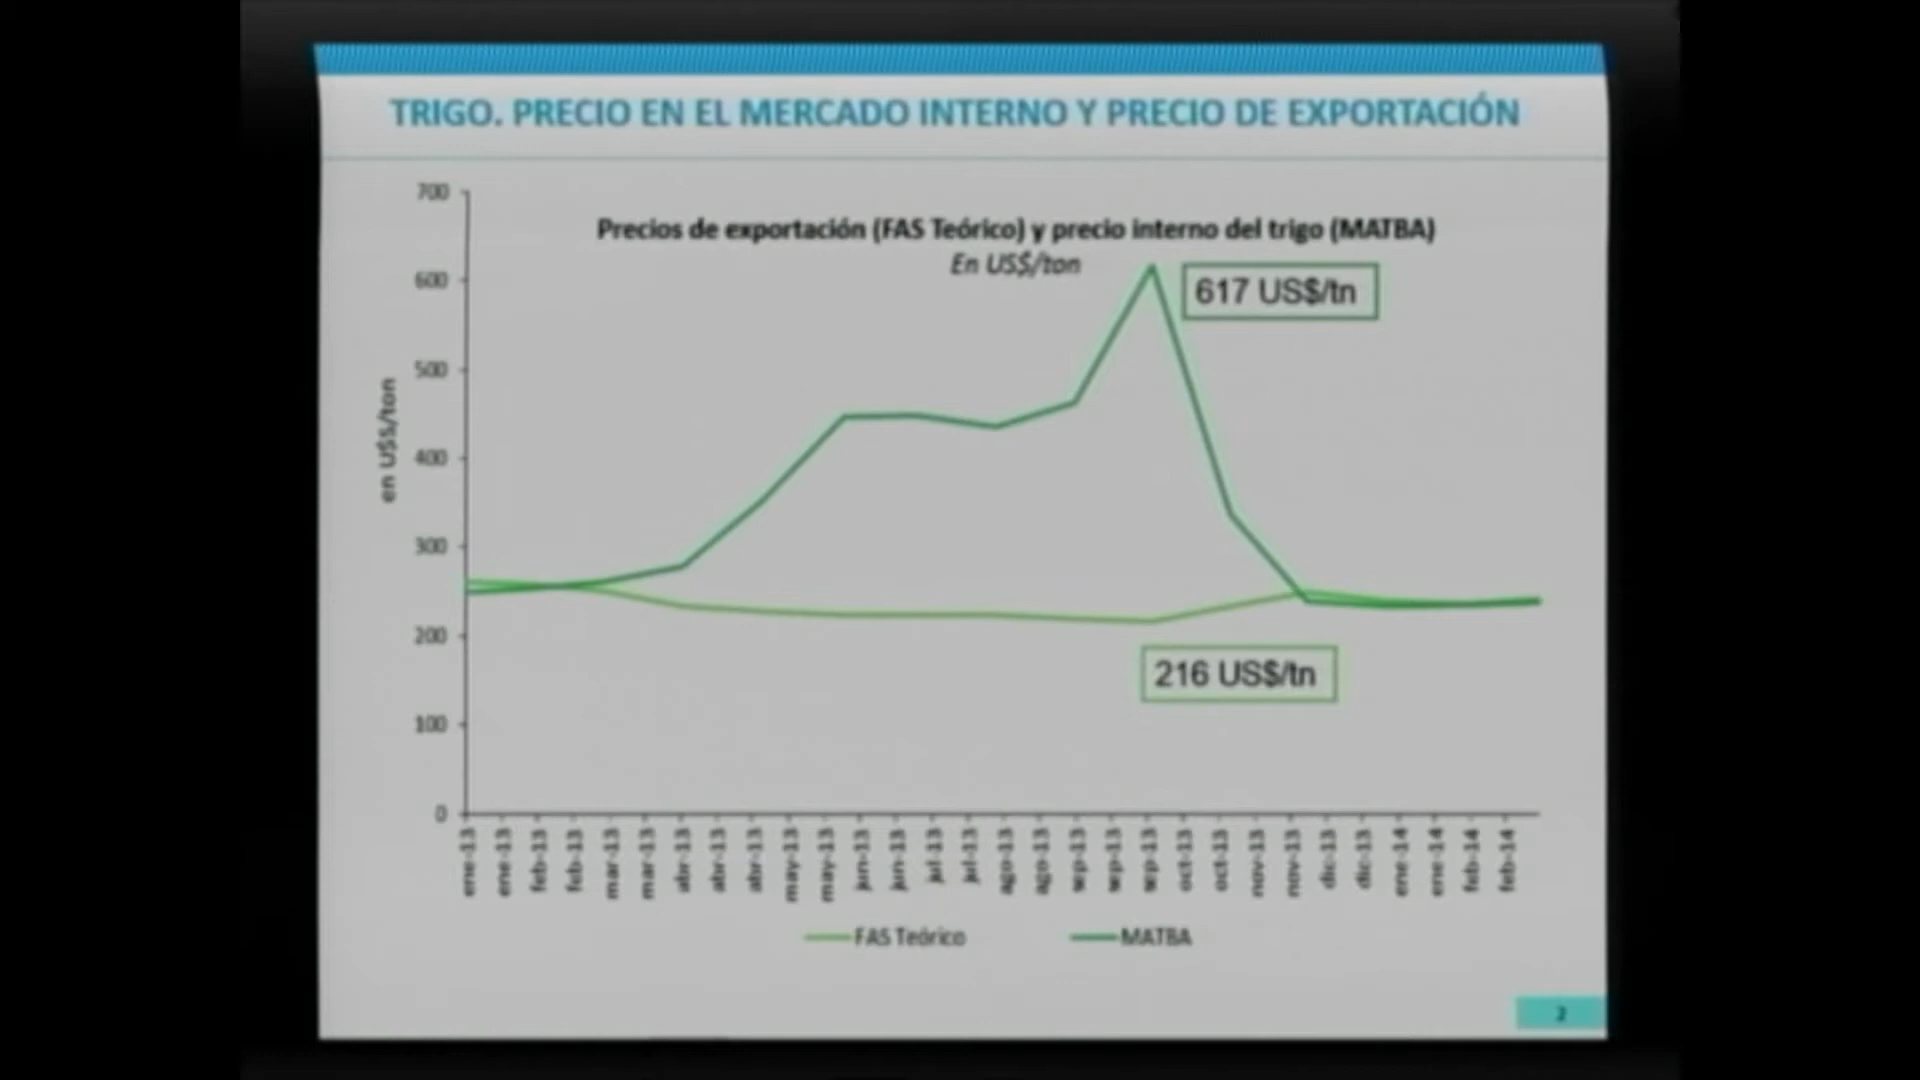 TRIGO. PRECIO EN EL MERCADO INTERNO Y PRECIO DE EXPORTACIÓN
Precios de exportación (FAS Teórico) y precio interno del trigo (MATBA)
En US$/ton
en U$S/ton
700
600
500
400
300
200
100
0
617 US$/tn
216 US$/tn
ene-13
ene-13
feb-13
feb-13
mar-13
mar-13
abr-13
abr-13
abr-13
may-13
may-13
jun-13
jun-13
jul-13
jul-13
ago-13
ago-13
sep-13
sep-13
sep-13
oct-13
oct-13
nov-13
nov-13
dic-13
dic-13
ene-14
ene-14
feb-14
feb-14
FAS Teórico
MATBA
2